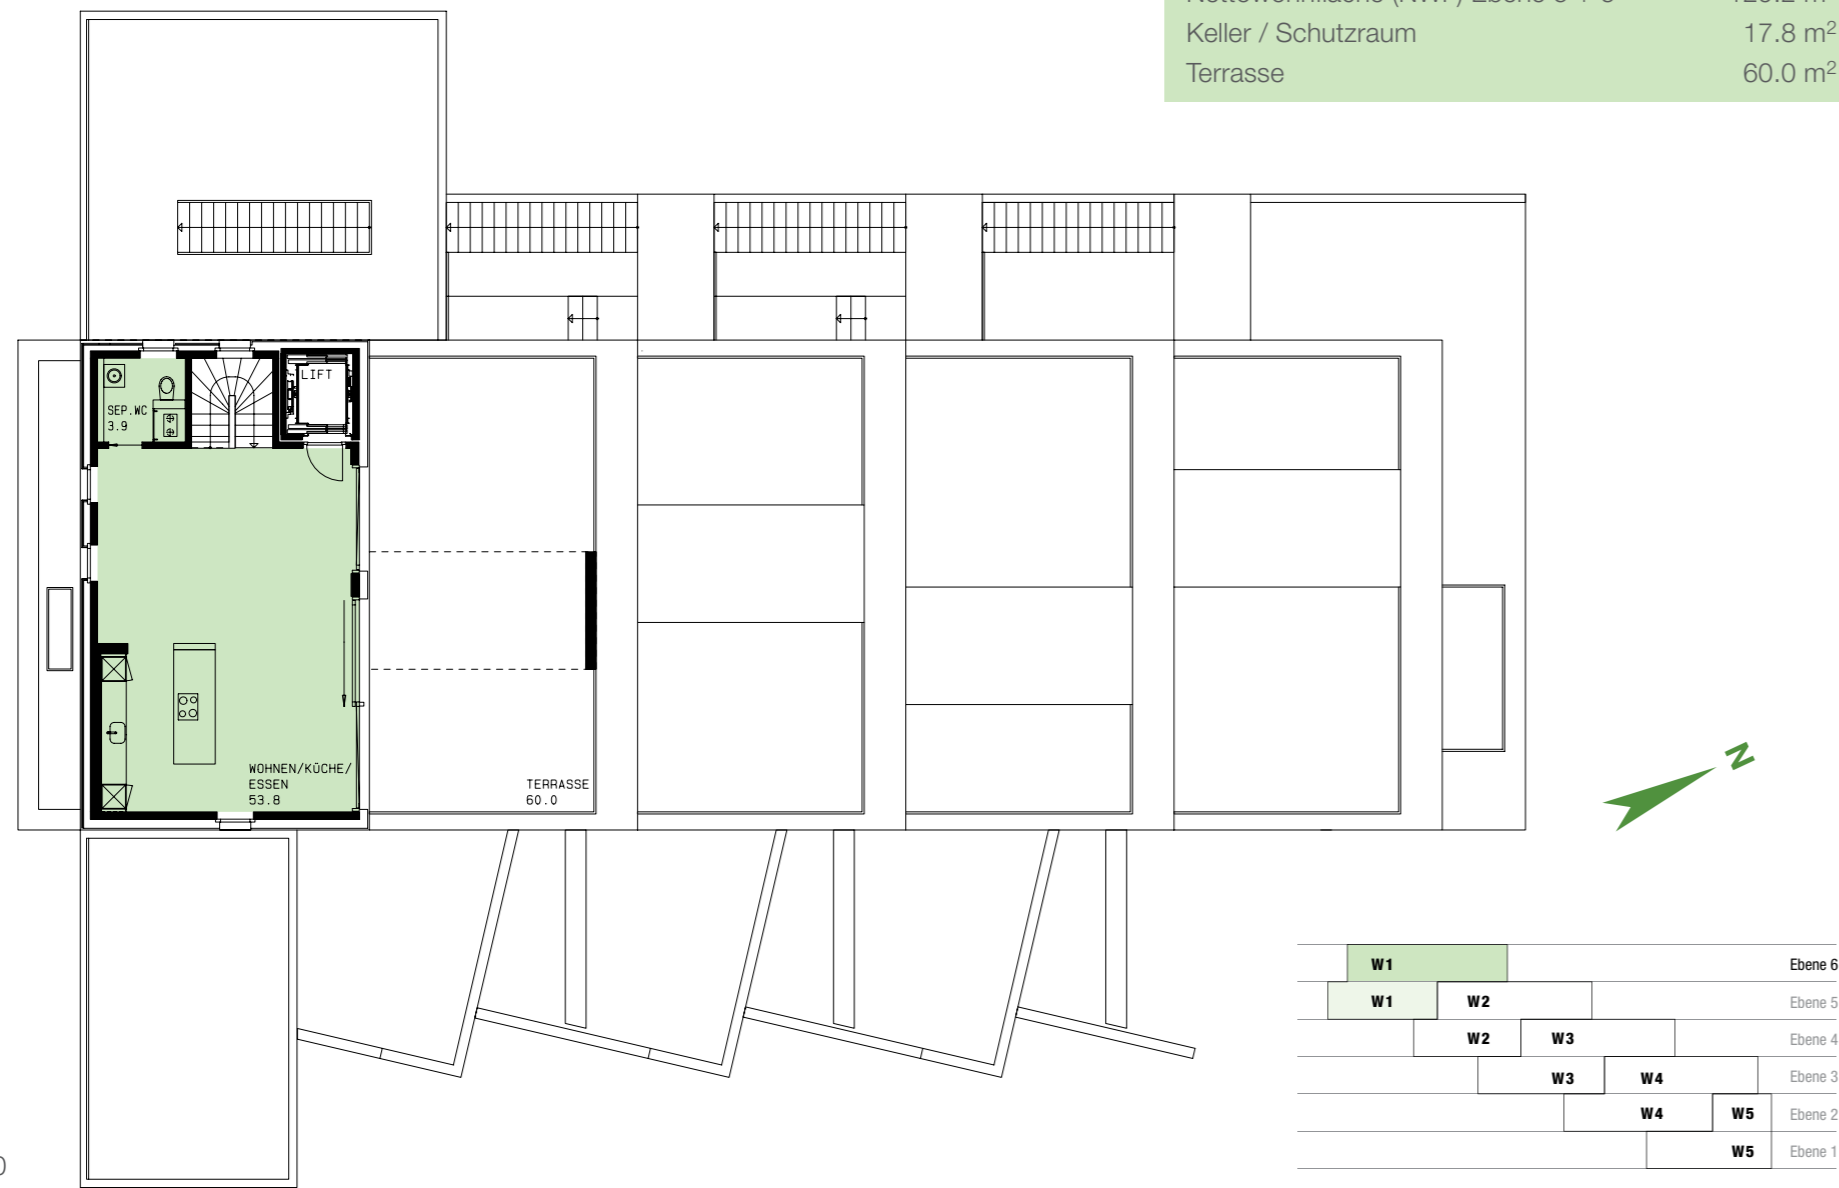 Keller / Schutzraum 17.8 m²
Terrasse 60.0 m²
LIFT
SEP.WC
3.9
WOHNEN/KÜCHE/
ESSEN
53.8
TERRASSE
60.0
N
W1 Ebene 6
W1 W2 Ebene 5
W2 W3 Ebene 4
W3 W4 Ebene 3
W4 W5 Ebene 2
W5 Ebene 1